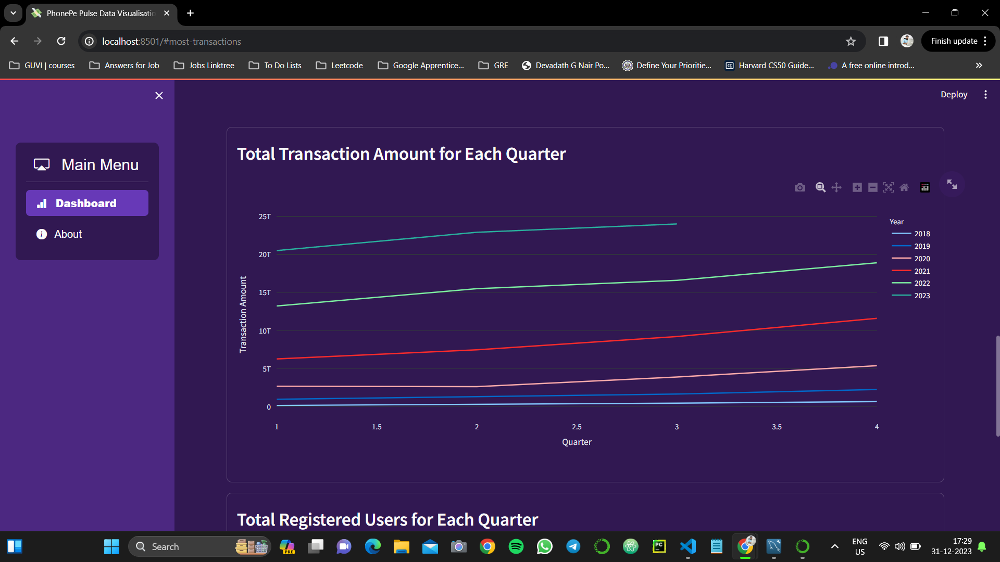 PhonePe Pulse Data Visualisatio
localhost:8501/#most-transactions
Finish update
GUVI | courses
Answers for Job
Jobs Linktree
To Do Lists
Leetcode
Google Apprentice...
GRE
Devadath G Nair Po...
Define Your Prioritie...
CC
Harvard CS50 Guide...
A free online introd...
»
Deploy
Main Menu
Dashboard
About
Total Transaction Amount for Each Quarter
25T
20T
15T
10T
5T
0
Transaction Amount
1
1.5
2
2.5
3
3.5
4
Quarter
Year
2018
2019
2020
2021
2022
2023
Total Registered Users for Each Quarter
Search
PRE
PC
ENG
US
17:29
31-12-2023